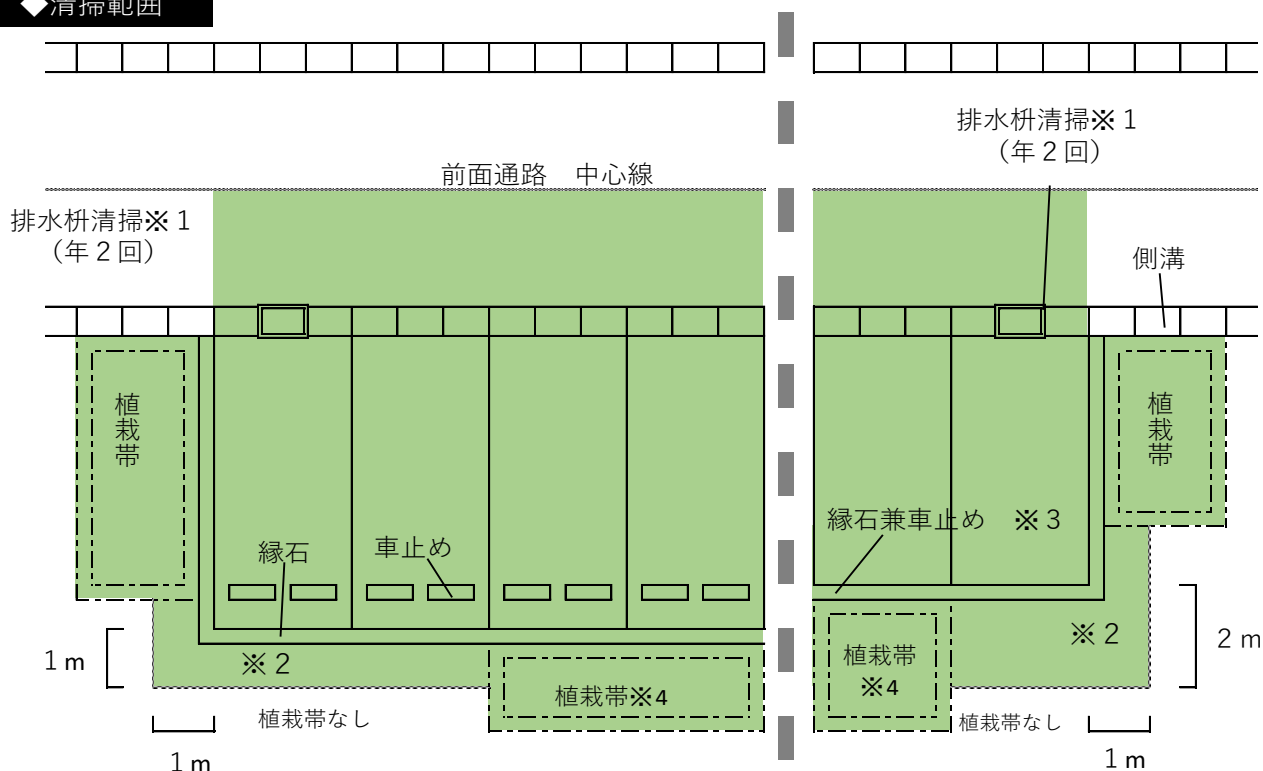 ◆清掃範囲
排水枡清掃※１
（年２回）
前面通路　中心線
排水枡清掃※１
（年２回）
側溝
植栽帯
植栽帯
縁石兼車止め　※３
縁石
車止め
※２
２ｍ
１ｍ
※２
植栽帯
※4
植栽帯※4
植栽帯なし
植栽帯なし
１ｍ
１ｍ